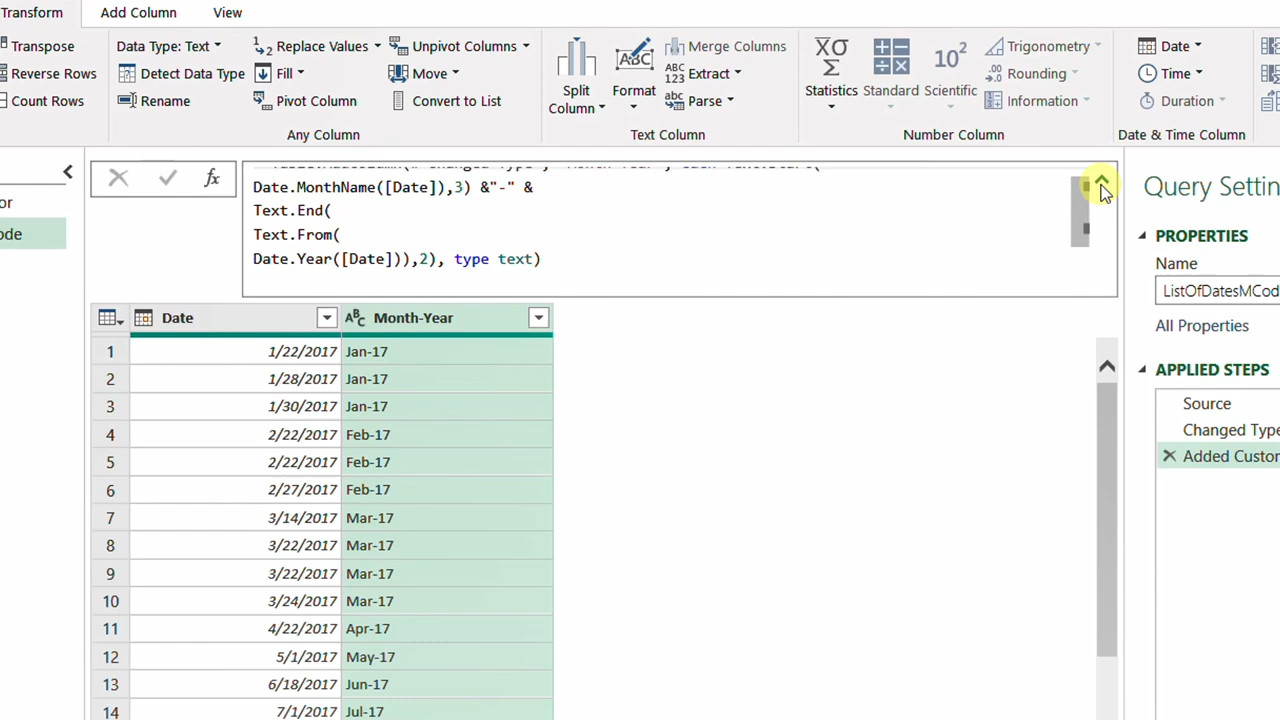 Transform Add Column View
Transpose Data Type: Text Replace Values Unpivot Columns Merge Columns Trigonometry Date
Reverse Rows Detect Data Type Fill Move Split Column Format Extract Statistics Standard Scientific Rounding Time
Count Rows Rename Pivot Column Convert to List Parse Information Duration
Any Column Text Column Number Column Date & Time Column
fx
Date.MonthName([Date]),3) &"-" &
Text.End(
Text.From(
Date.Year([Date])),2), type text)
Query Settin
PROPERTIES
Name
ListOfDatesMCod
All Properties
APPLIED STEPS
Source
Changed Type
Added Custor
or
ode
Date ABC Month-Year
1 1/22/2017 Jan-17
2 1/28/2017 Jan-17
3 1/30/2017 Jan-17
4 2/22/2017 Feb-17
5 2/22/2017 Feb-17
6 2/27/2017 Feb-17
7 3/14/2017 Mar-17
8 3/22/2017 Mar-17
9 3/22/2017 Mar-17
10 3/24/2017 Mar-17
11 4/22/2017 Apr-17
12 5/1/2017 May-17
13 6/18/2017 Jun-17
14 7/1/2017 Jul-17